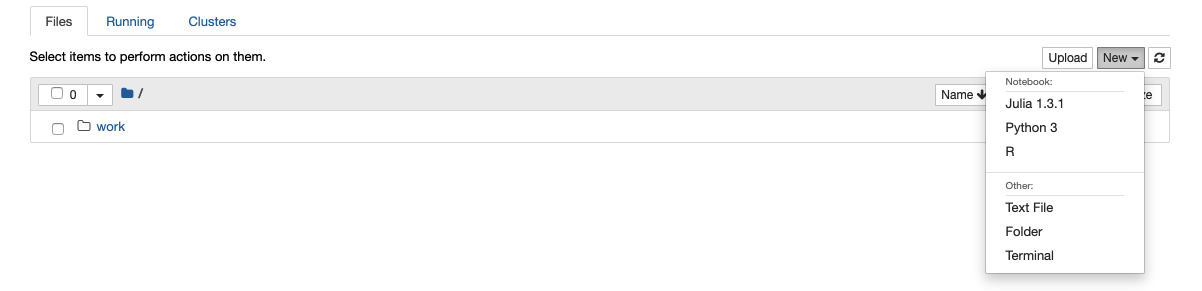 Files Running Clusters
Select items to perform actions on them.
Upload New
0 /
Name
work
Notebook:
Julia 1.3.1
Python 3
R
Other:
Text File
Folder
Terminal